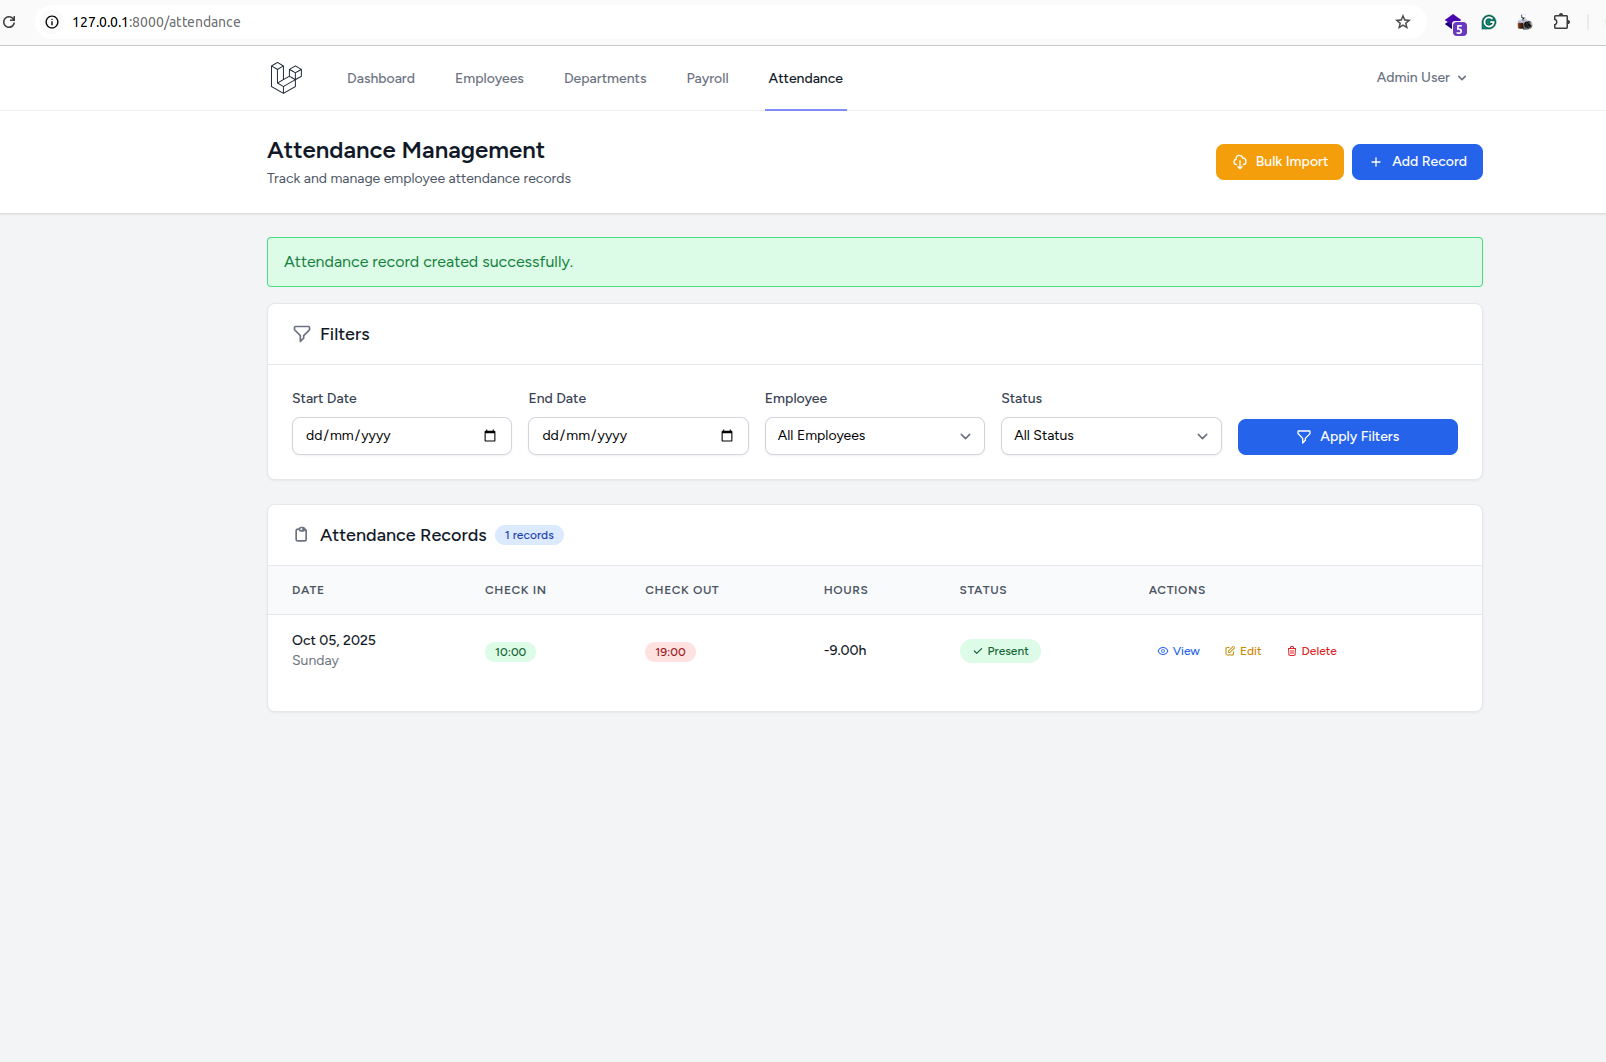 127.0.0.1:8000/attendance
5
Dashboard Employees Departments Payroll Attendance Admin User
Attendance Management
Track and manage employee attendance records
Bulk Import
+ Add Record
Attendance record created successfully.
Filters
Start Date End Date Employee Status
dd/mm/yyyy dd/mm/yyyy All Employees All Status Apply Filters
Attendance Records 1 records
DATE CHECK IN CHECK OUT HOURS STATUS ACTIONS
Oct 05, 2025 10:00 19:00 -9.00h Present View Edit Delete
Sunday